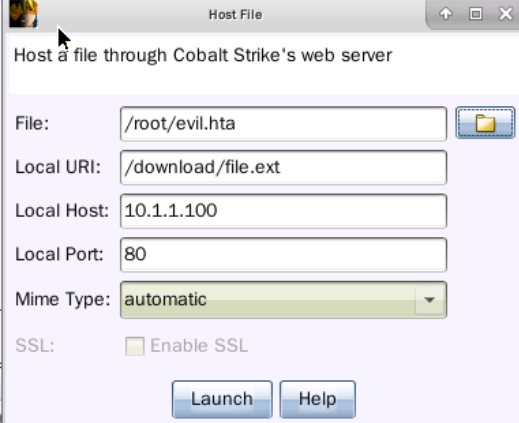 Host File
Host a file through Cobalt Strike's web server
File: /root/evil.hta
Local URI: /download/file.ext
Local Host: 10.1.1.100
Local Port: 80
Mime Type: automatic
SSL: Enable SSL
Launch Help